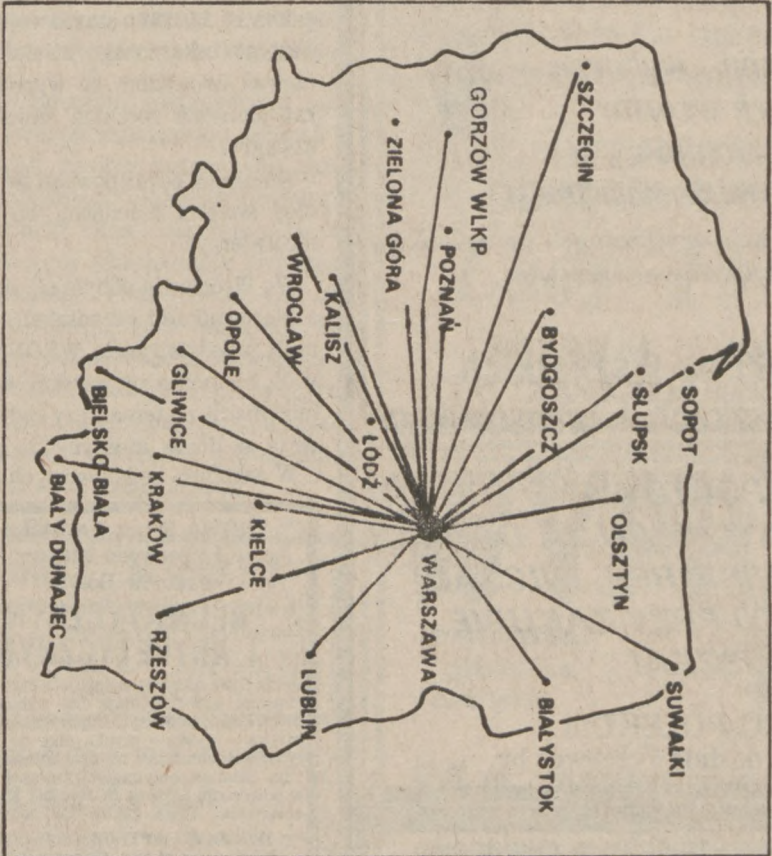 SOPOT
SUWAŁKI
SŁUPSK
OLSZTYN
SZCZECIN
BYDGOSZCZ
BIAŁYSTOK
GORZÓW WLKP
POZNAŃ
WARSZAWA
ZIELONA GÓRA
ŁÓDŹ
KALISZ
LUBLIN
WROCŁAW
KIELCE
OPOLE
GLIWICE
KRAKÓW
RZESZÓW
BIELSKO-BIAŁA
BIAŁY DUNAJEC